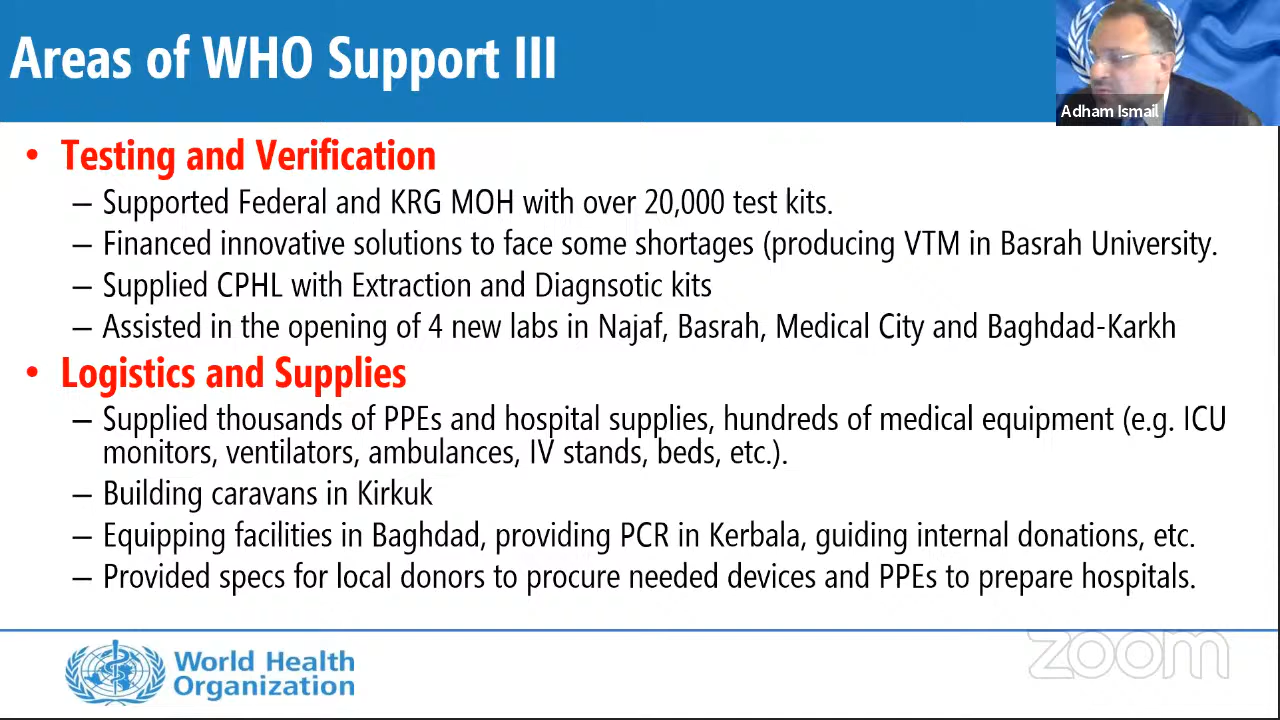 Areas of WHO Support III
Adham Ismail
• Testing and Verification
– Supported Federal and KRG MOH with over 20,000 test kits.
– Financed innovative solutions to face some shortages (producing VTM in Basrah University.
– Supplied CPHL with Extraction and Diagnsotic kits
– Assisted in the opening of 4 new labs in Najaf, Basrah, Medical City and Baghdad-Karkh
• Logistics and Supplies
– Supplied thousands of PPEs and hospital supplies, hundreds of medical equipment (e.g. ICU
monitors, ventilators, ambulances, IV stands, beds, etc.).
– Building caravans in Kirkuk
– Equipping facilities in Baghdad, providing PCR in Kerbala, guiding internal donations, etc.
– Provided specs for local donors to procure needed devices and PPEs to prepare hospitals.
World Health
Organization
zoom